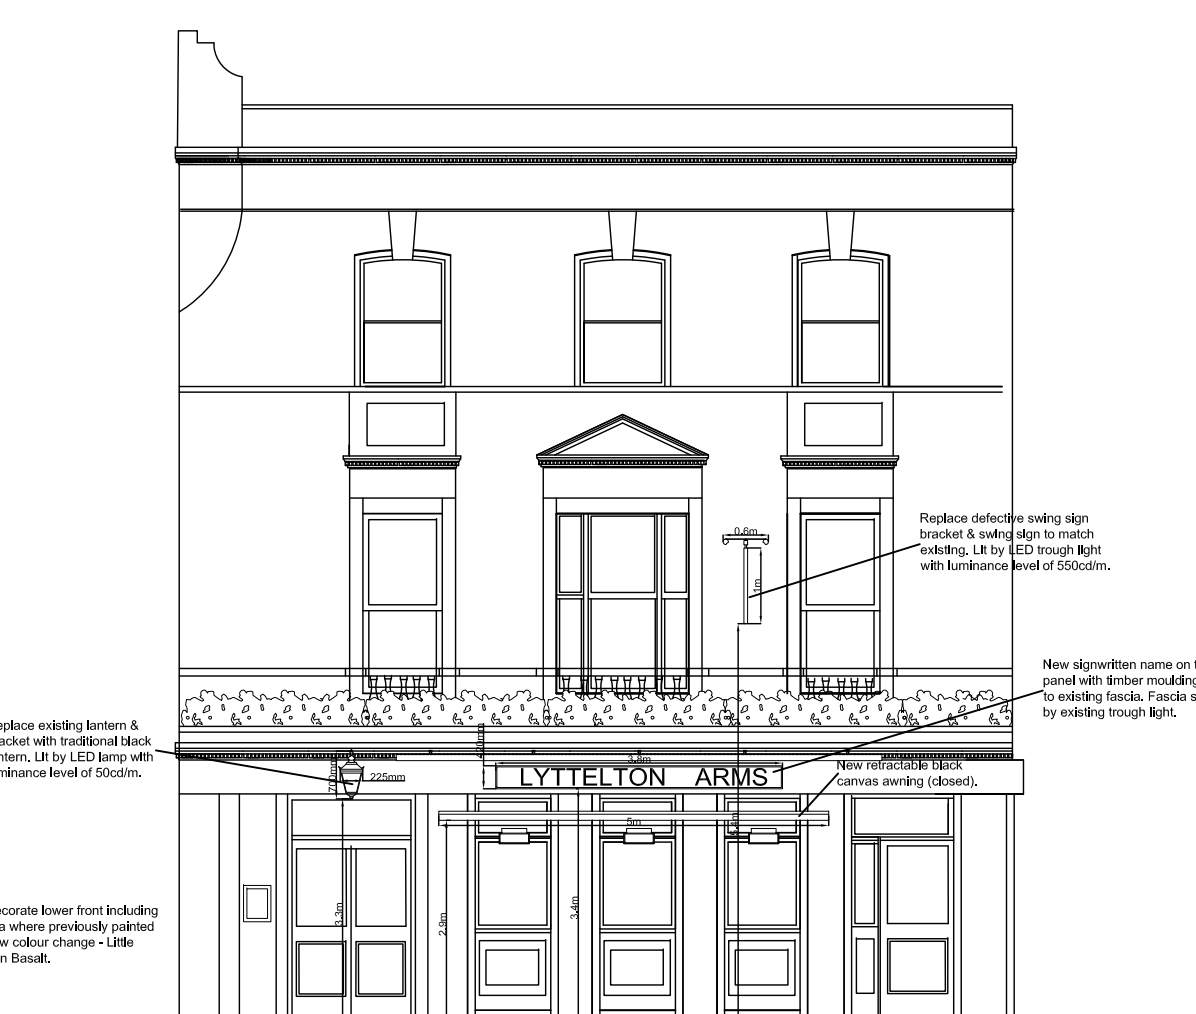 Replace defective swing sign
bracket & swing sign to match
existing. Lit by LED trough light
with luminance level of 550cd/m.
0.6m
1m
New signwritten name on t
panel with timber moulding
to existing fascia. Fascia s
by existing trough light.
eplace existing lantern &
acket with traditional black
ntern. Lit by LED lamp with
minance level of 50cd/m.
420mm
700mm
225mm
3.8m
LYTTELTON ARMS
New retractable black
canvas awning (closed).
5m
3.3m
2.9m
3.4m
ecorate lower front including
a where previously painted
w colour change - Little
n Basalt.